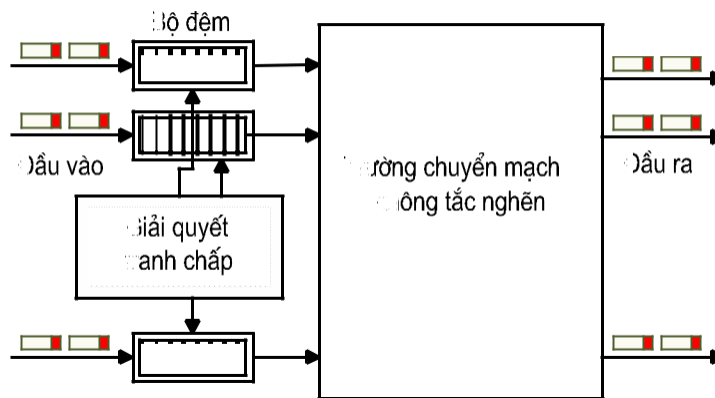 Bộ đệm
Đầu vào
Trường chuyển mạch
không tắc nghẽn
Đầu ra
Giải quyết
tranh chấp